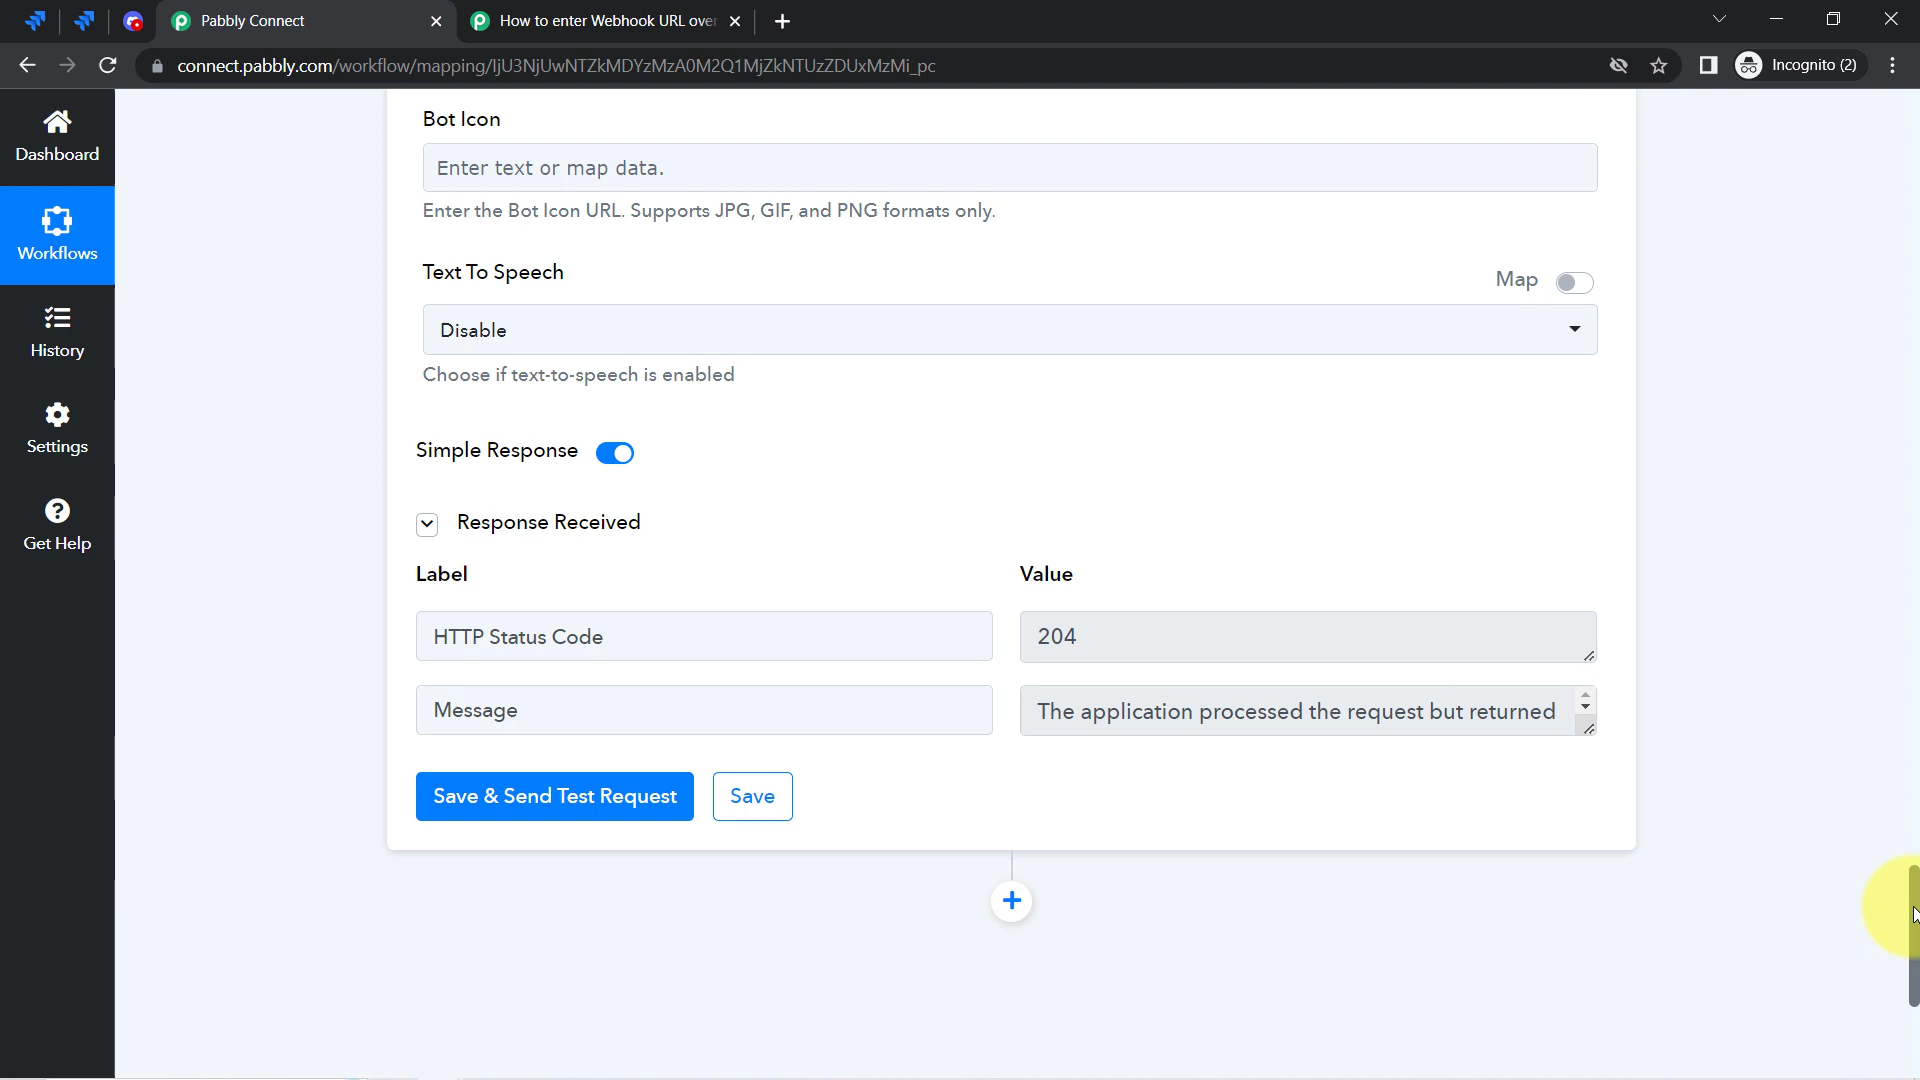 Pabbly Connect
How to enter Webhook URL over
connect.pabbly.com/workflow/mapping/IjU3NjUwNTZkMDYzMzA0M2Q1MjZkNTUzZDUxMzMi_pc
Incognito (2)
Dashboard
Workflows
History
Settings
Get Help
Bot Icon
Enter text or map data.
Enter the Bot Icon URL. Supports JPG, GIF, and PNG formats only.
Text To Speech
Map
Disable
Choose if text-to-speech is enabled
Simple Response
Response Received
Label
Value
HTTP Status Code
204
Message
The application processed the request but returned
Save & Send Test Request
Save